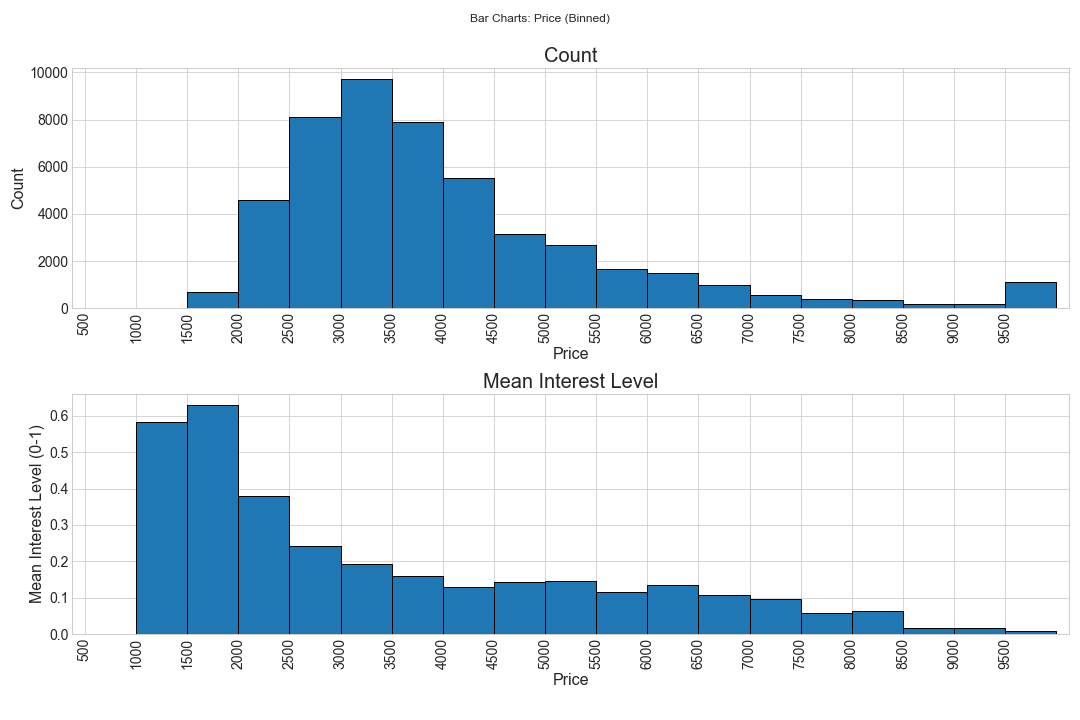 Bar Charts: Price (Binned)
Count
10000
8000
6000
4000
2000
0
Count
500 1000 1500 2000 2500 3000 3500 4000 4500 5000 5500 6000 6500 7000 7500 8000 8500 9000 9500
Price
Mean Interest Level
0.6
0.5
0.4
0.3
0.2
0.1
0.0
Mean Interest Level (0-1)
500 1000 1500 2000 2500 3000 3500 4000 4500 5000 5500 6000 6500 7000 7500 8000 8500 9000 9500
Price